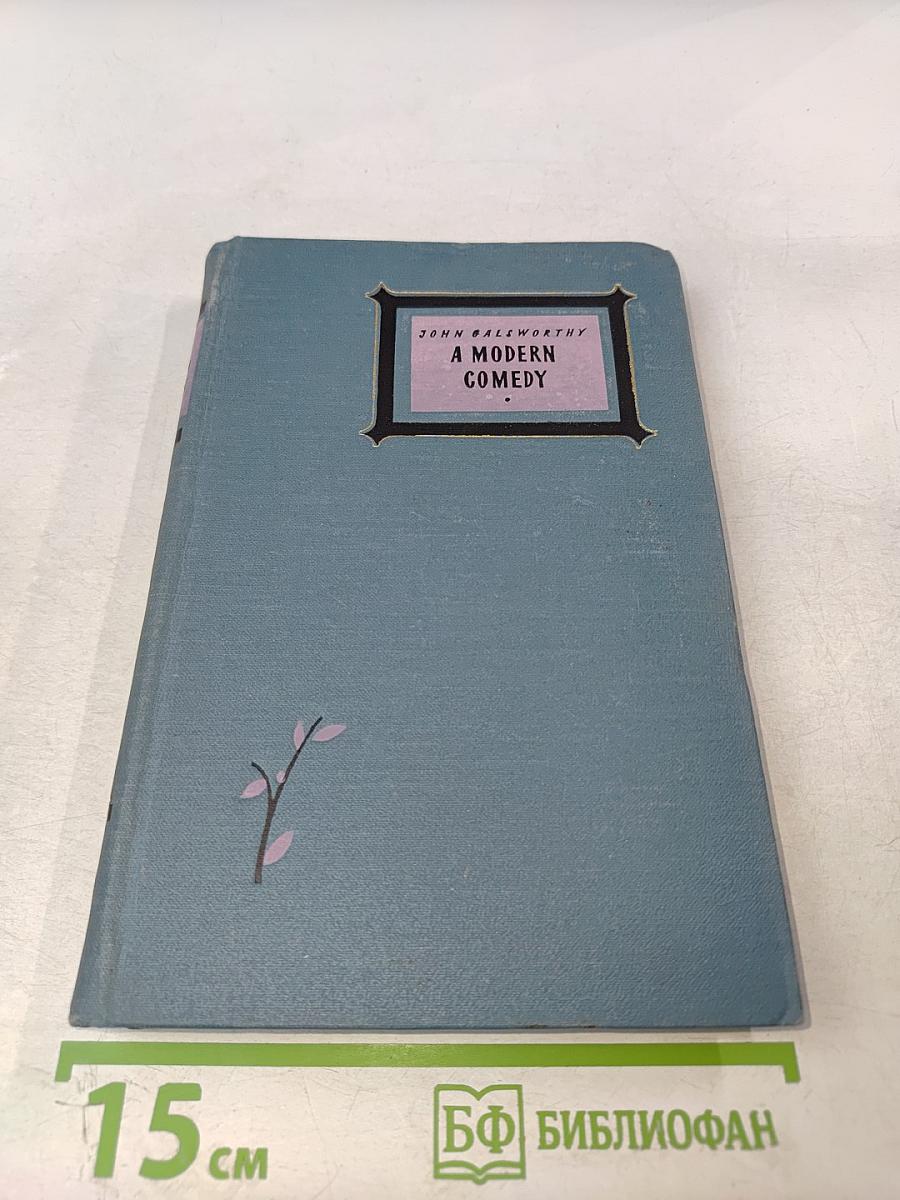 JOHN GALSWORTHY
A MODERN
COMEDY
15 см
БФ БИБЛИОФАН